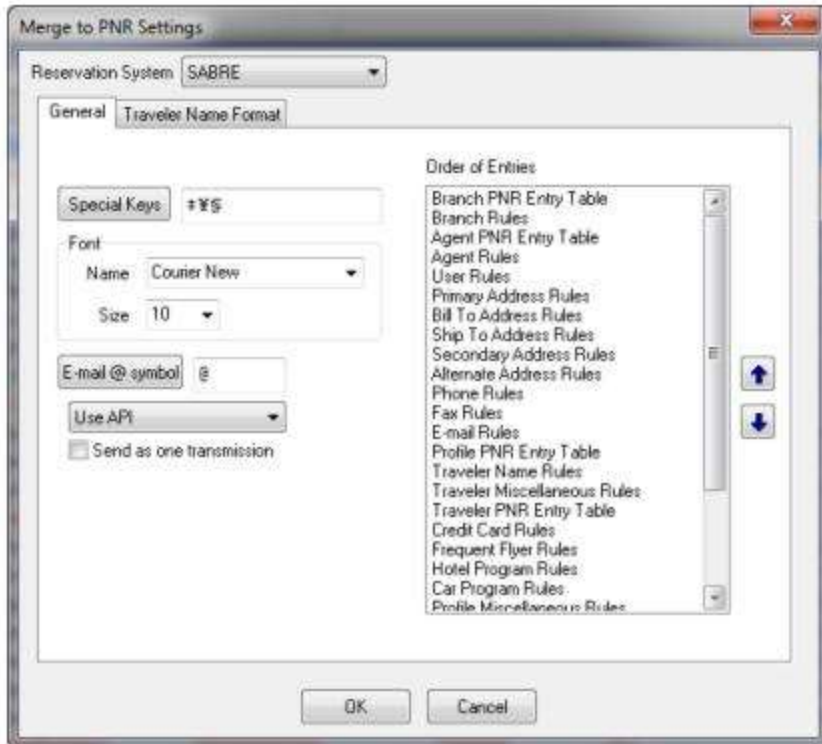 Merge to PNR Settings
Reservation System SABRE
General Traveler Name Format
Special Keys ‡¥§
Font
Name Courier New
Size 10
E-mail @ symbol @
Use API
Send as one transmission
Order of Entries
Branch PNR Entry Table
Branch Rules
Agent PNR Entry Table
Agent Rules
User Rules
Primary Address Rules
Bill To Address Rules
Ship To Address Rules
Secondary Address Rules
Alternate Address Rules
Phone Rules
Fax Rules
E-mail Rules
Profile PNR Entry Table
Traveler Name Rules
Traveler Miscellaneous Rules
Traveler PNR Entry Table
Credit Card Rules
Frequent Flyer Rules
Hotel Program Rules
Car Program Rules
Profile Miscellaneous Rules
OK Cancel